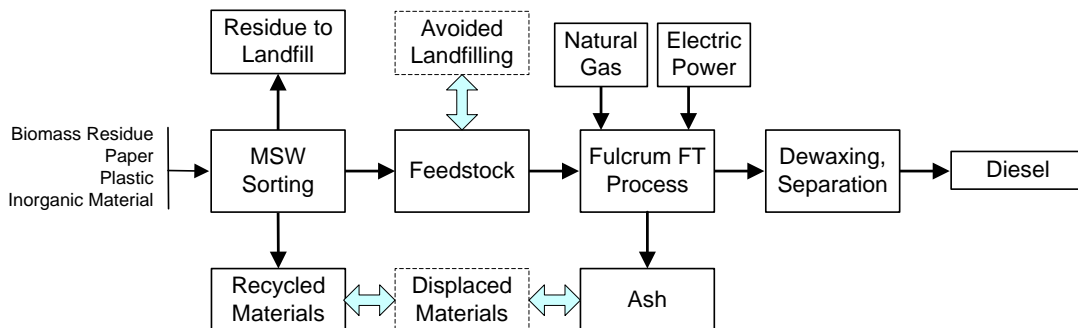 Residue to
Landfill
Avoided
Landfilling
Natural
Gas
Electric
Power
Biomass Residue
Paper
Plastic
Inorganic Material
MSW
Sorting
Feedstock
Fulcrum FT
Process
Dewaxing,
Separation
Diesel
Recycled
Materials
Displaced
Materials
Ash